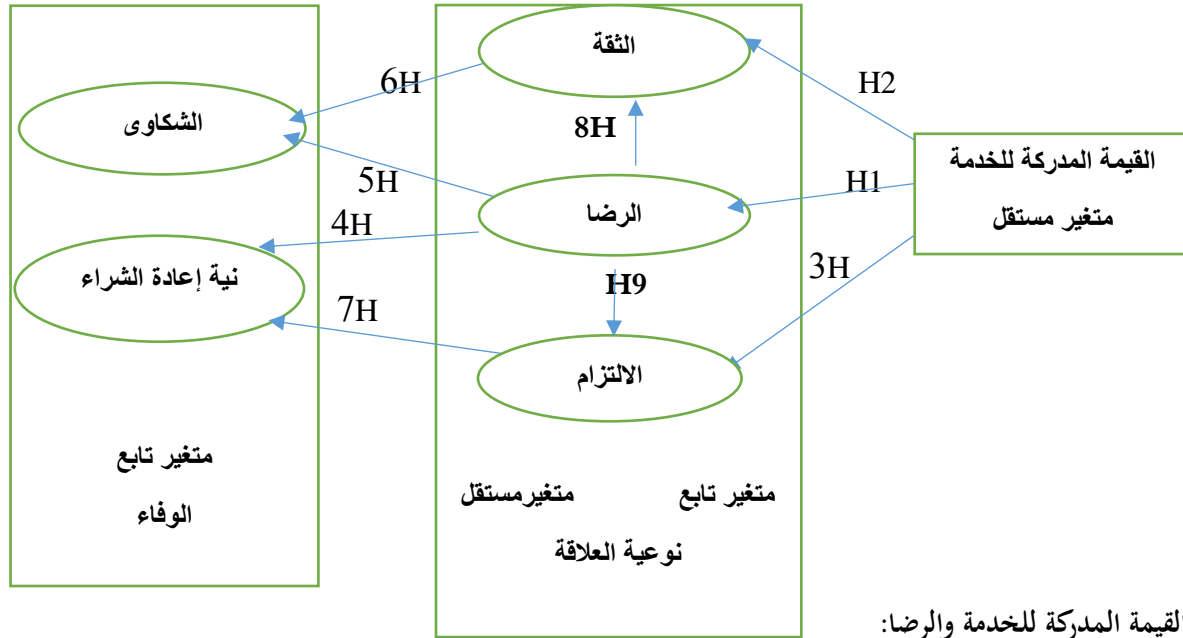 القيمة المدركة للخدمة
متغير مستقل
H2
H1
3H
الثقة
8H
الرضا
H9
الالتزام
متغير تابع
متغيرمستقل
نوعية العلاقة
6H
5H
4H
7H
الشكاوى
نية إعادة الشراء
متغير تابع
الوفاء
القيمة المدركة للخدمة والرضا: